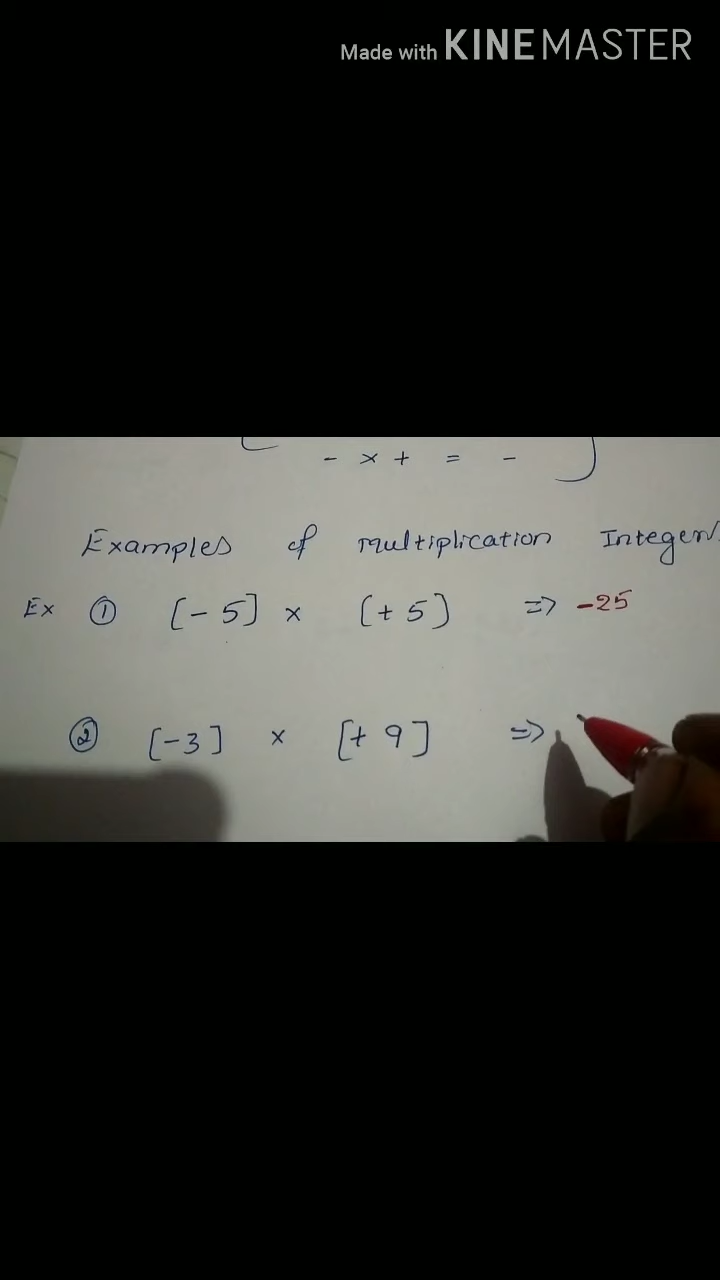 Made with KINEMASTER
- x + = -
Examples of multiplication Integers
Ex ① [-5] x [+5] => -25
② [-3] x [+9] =>